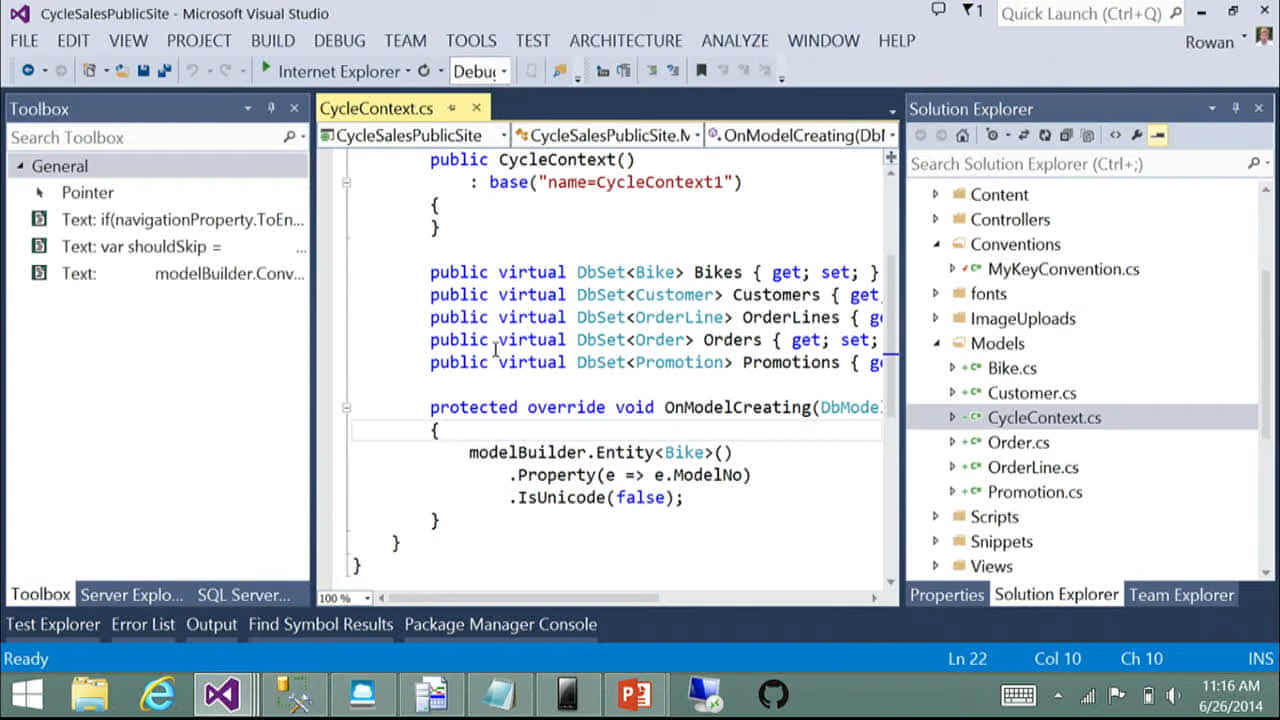 CycleSalesPublicSite - Microsoft Visual Studio
1
Quick Launch (Ctrl+Q)
FILE EDIT VIEW PROJECT BUILD DEBUG TEAM TOOLS TEST ARCHITECTURE ANALYZE WINDOW HELP
Rowan
Internet Explorer
Debu
Toolbox
Search Toolbox
General
Pointer
Text: if(navigationProperty.ToEn...
Text: var shouldSkip = ...
Text: modelBuilder.Conv...
Toolbox Server Explo... SQL Server...
CycleContext.cs
CycleSalesPublicSite
CycleSalesPublicSite.M
OnModelCreating(DbM
public CycleContext()
: base("name=CycleContext1")
{
}
public virtual DbSet<Bike> Bikes { get; set; }
public virtual DbSet<Customer> Customers { get;
public virtual DbSet<OrderLine> OrderLines { ge
public virtual DbSet<Order> Orders { get; set;
public virtual DbSet<Promotion> Promotions { g
protected override void OnModelCreating(DbMode
{
modelBuilder.Entity<Bike>()
.Property(e => e.ModelNo)
.IsUnicode(false);
}
}
}
100 %
Solution Explorer
Search Solution Explorer (Ctrl+;)
Content
Controllers
Conventions
MyKeyConvention.cs
fonts
ImageUploads
Models
Bike.cs
Customer.cs
CycleContext.cs
Order.cs
OrderLine.cs
Promotion.cs
Scripts
Snippets
Views
Properties Solution Explorer Team Explorer
Test Explorer Error List Output Find Symbol Results Package Manager Console
Ready
Ln 22 Col 10 Ch 10 INS
11:16 AM
6/26/2014